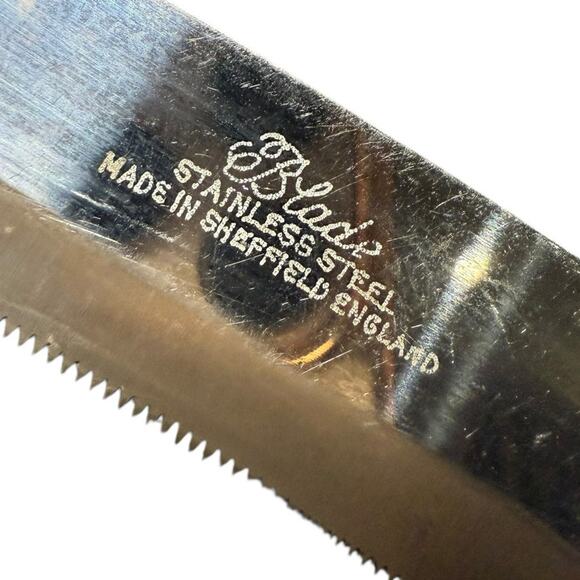 Blade
STAINLESS STEEL
MADE IN SHEFFIELD ENGLAND